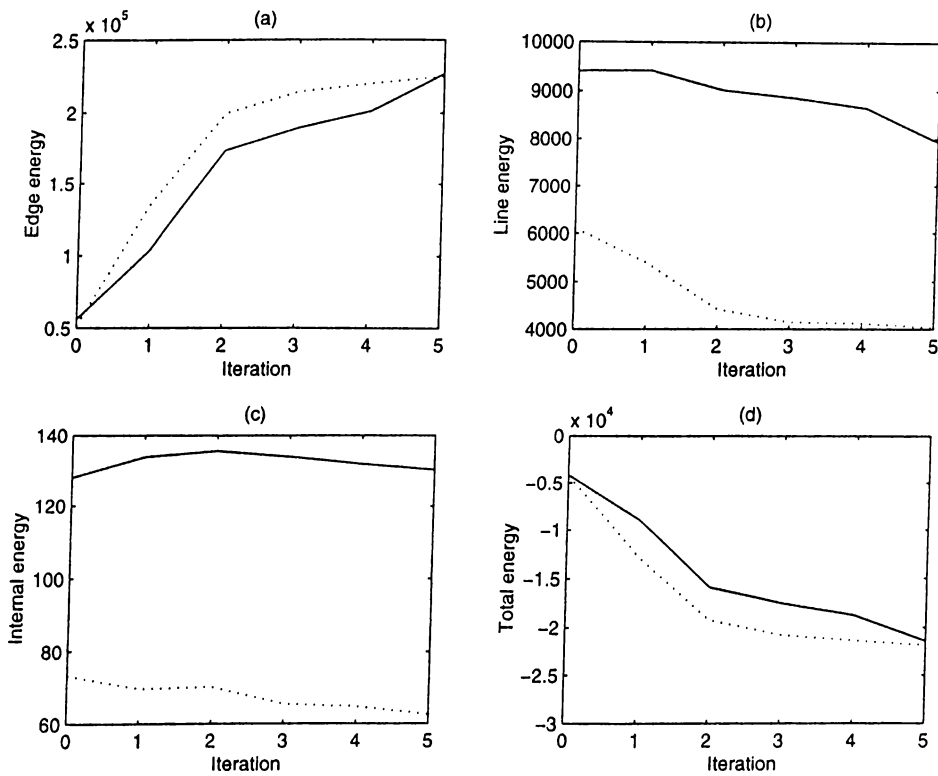 (a)
x 10^5
2.5
2
1.5
1
0.5
Edge energy
0 1 2 3 4 5
Iteration
(b)
10000
9000
8000
7000
6000
5000
4000
Line energy
0 1 2 3 4 5
Iteration
(c)
140
120
100
80
60
Internal energy
0 1 2 3 4 5
Iteration
(d)
x 10^4
0
-0.5
-1
-1.5
-2
-2.5
-3
Total energy
0 1 2 3 4 5
Iteration